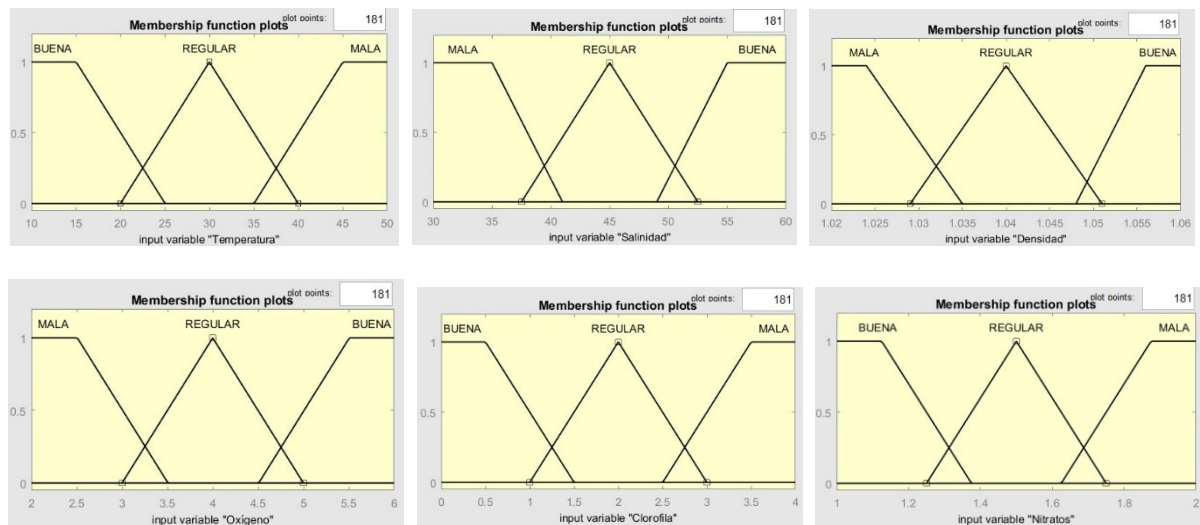 Membership function plots plot points: 181
BUENA REGULAR MALA
1
0.5
0
10 15 20 25 30 35 40 45 50
input variable "Temperatura"
Membership function plots plot points: 181
MALA REGULAR BUENA
1
0.5
0
30 35 40 45 50 55 60
input variable "Salinidad"
Membership function plots plot points: 181
MALA REGULAR BUENA
1
0.5
0
1.02 1.025 1.03 1.035 1.04 1.045 1.05 1.055 1.06
input variable "Densidad"
Membership function plots plot points: 181
MALA REGULAR BUENA
1
0.5
0
2 2.5 3 3.5 4 4.5 5 5.5 6
input variable "Oxigeno"
Membership function plots plot points: 181
BUENA REGULAR MALA
1
0.5
0
0 0.5 1 1.5 2 2.5 3 3.5 4
input variable "Clorofila"
Membership function plots plot points: 181
BUENA REGULAR MALA
1
0.5
0
1 1.2 1.4 1.6 1.8 2
input variable "Nitratos"